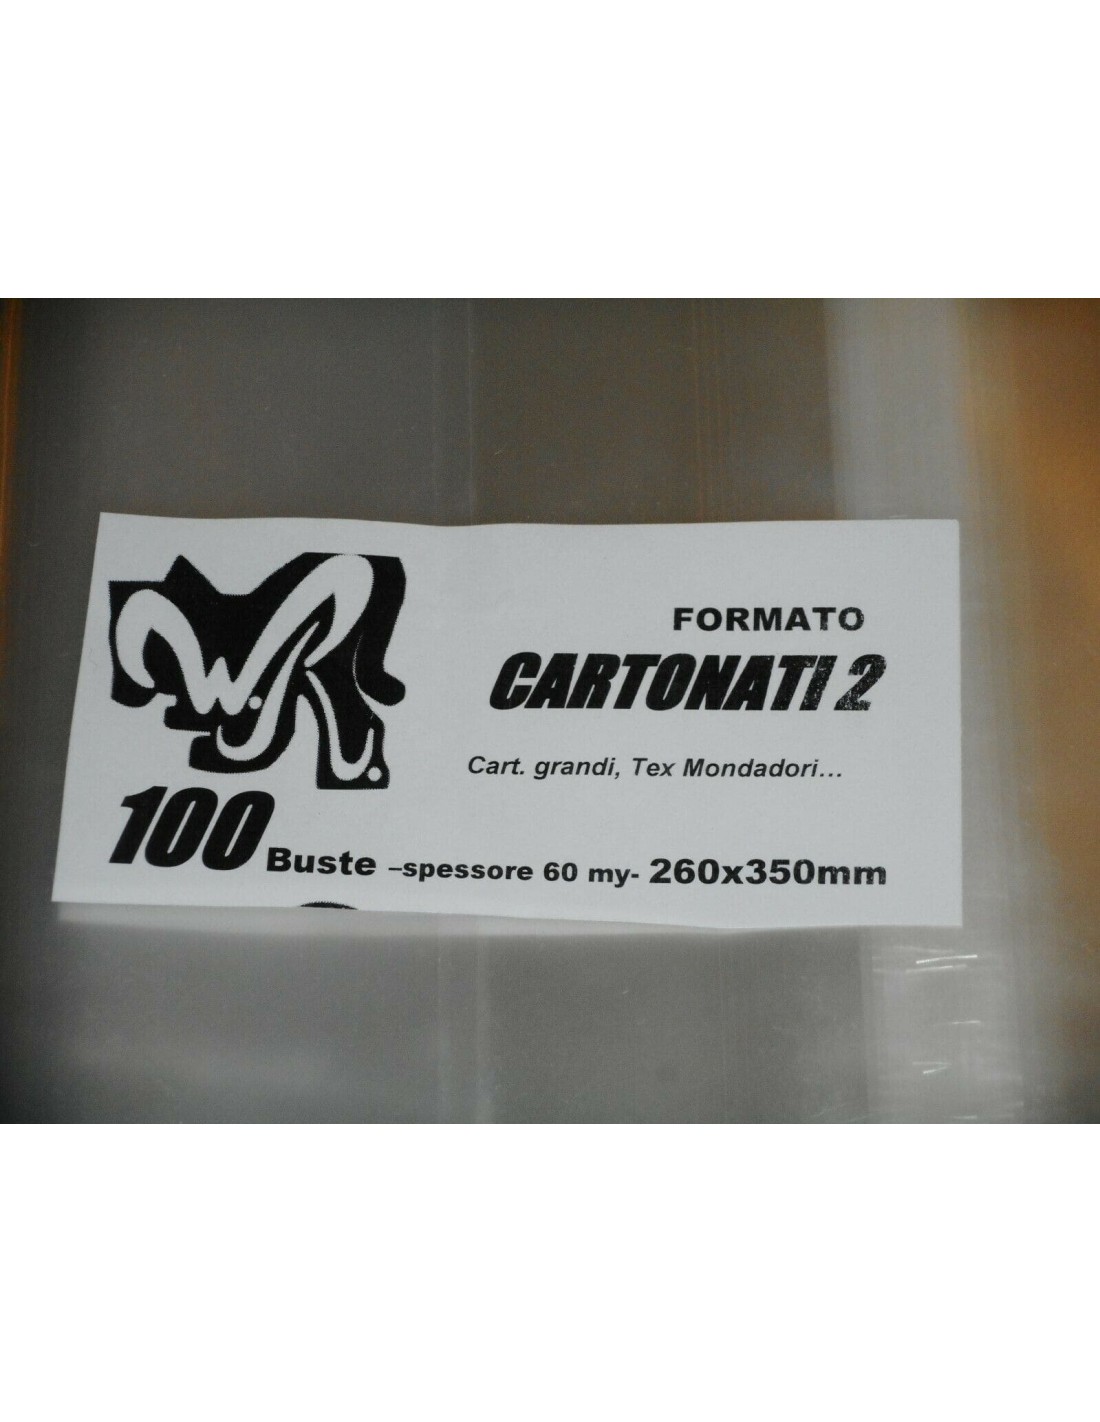 W.R.
FORMATO
CARTONATI 2
Cart. grandi, Tex Mondadori...
100 Buste –spessore 60 my- 260x350mm